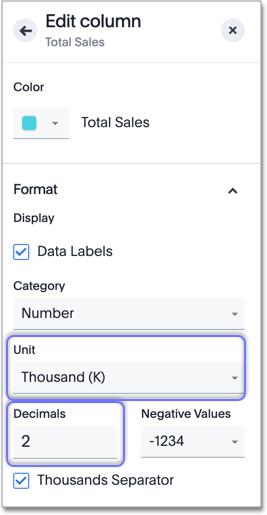 Edit column
Total Sales
Color
Total Sales
Format
Display
Data Labels
Category
Number
Unit
Thousand (K)
Decimals
Negative Values
2
-1234
Thousands Separator